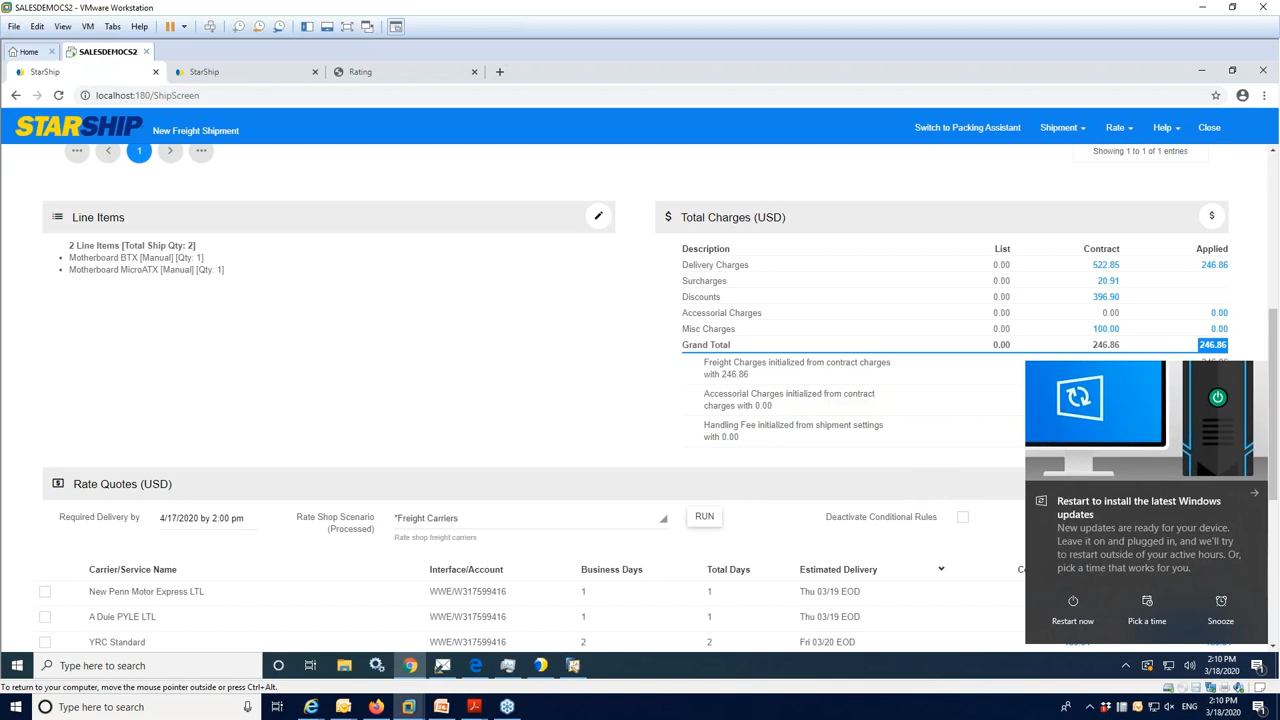 SALESDEMOCS2 - VMware Workstation
File Edit View VM Tabs Help
Home SALESDEMOCS2
StarShip StarShip Rating
localhost:180/ShipScreen
STARSHIP New Freight Shipment Switch to Packing Assistant Shipment Rate Help Close
1 Showing 1 to 1 of 1 entries
Line Items
2 Line Items [Total Ship Qty: 2]
Motherboard BTX [Manual] [Qty: 1]
Motherboard MicroATX [Manual] [Qty: 1]
$ Total Charges (USD) $
Description List Contract Applied
Delivery Charges 0.00 522.85 246.86
Surcharges 0.00 20.91
Discounts 0.00 396.90
Accessorial Charges 0.00 0.00 0.00
Misc Charges 0.00 100.00 0.00
Grand Total 0.00 246.86 246.86
Freight Charges initialized from contract charges
with 246.86
Accessorial Charges initialized from contract
charges with 0.00
Handling Fee initialized from shipment settings
with 0.00
Rate Quotes (USD)
Required Delivery by 4/17/2020 by 2:00 pm Rate Shop Scenario
(Processed) *Freight Carriers RUN Deactivate Conditional Rules
Rate shop freight carriers
Carrier/Service Name Interface/Account Business Days Total Days Estimated Delivery
New Penn Motor Express LTL WWE/W317599416 1 1 Thu 03/19 EOD
A Duie PYLE LTL WWE/W317599416 1 1 Thu 03/19 EOD
YRC Standard WWE/W317599416 2 2 Fri 03/20 EOD
Restart to install the latest Windows
updates
New updates are ready for your device.
Leave it on and plugged in, and we'll try
to restart outside of your active hours. Or,
pick a time that works for you.
Restart now Pick a time Snooze
Type here to search 2:10 PM
3/18/2020
To return to your computer, move the mouse pointer outside or press Ctrl+Alt.
Type here to search ENG 2:10 PM
3/18/2020